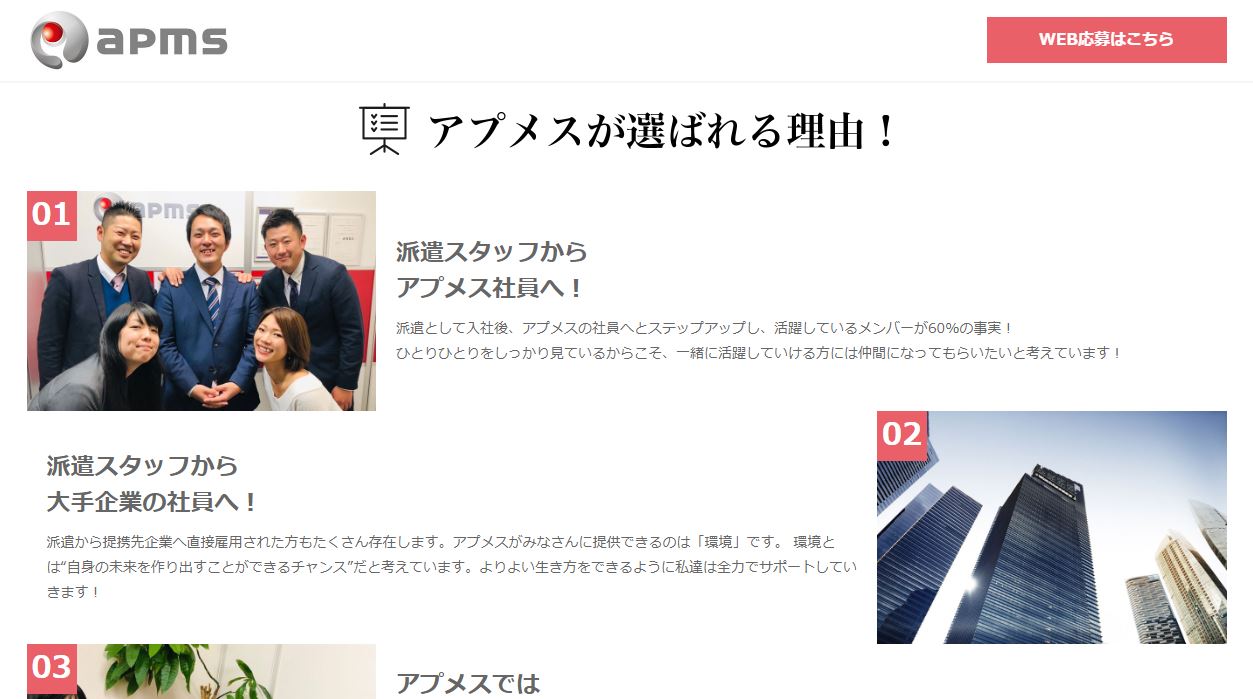 apms
WEB応募はこちら
アプメスが選ばれる理由！
01
apms
派遣スタッフから
アプメス社員へ！
派遣として入社後、アプメスの社員へとステップアップし、活躍しているメンバーが60%の事実！
ひとりひとりをしっかり見ているからこそ、一緒に活躍していける方には仲間になってもらいたいと考えています！
02
派遣スタッフから
大手企業の社員へ！
派遣から提携先企業へ直接雇用された方もたくさん存在します。アプメスがみなさんに提供できるのは「環境」です。 環境と
は“自身の未来を作り出すことができるチャンス”だと考えています。よりよい生き方をできるように私達は全力でサポートしてい
きます！
03
アプメスでは